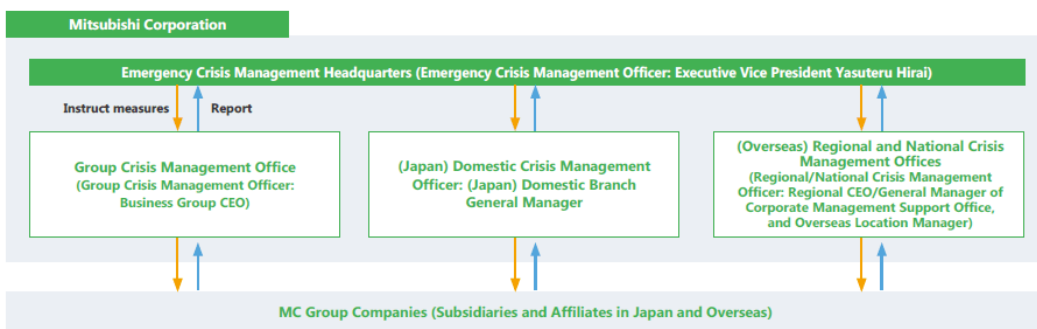 Mitsubishi Corporation
Emergency Crisis Management Headquarters (Emergency Crisis Management Officer: Executive Vice President Yasuteru Hirai)
Instruct measures
Report
Group Crisis Management Office
(Group Crisis Management Officer:
Business Group CEO)
(Japan) Domestic Crisis Management
Officer: (Japan) Domestic Branch
General Manager
(Overseas) Regional and National Crisis
Management Offices
(Regional/National Crisis Management
Officer: Regional CEO/General Manager of
Corporate Management Support Office,
and Overseas Location Manager)
MC Group Companies (Subsidiaries and Affiliates in Japan and Overseas)